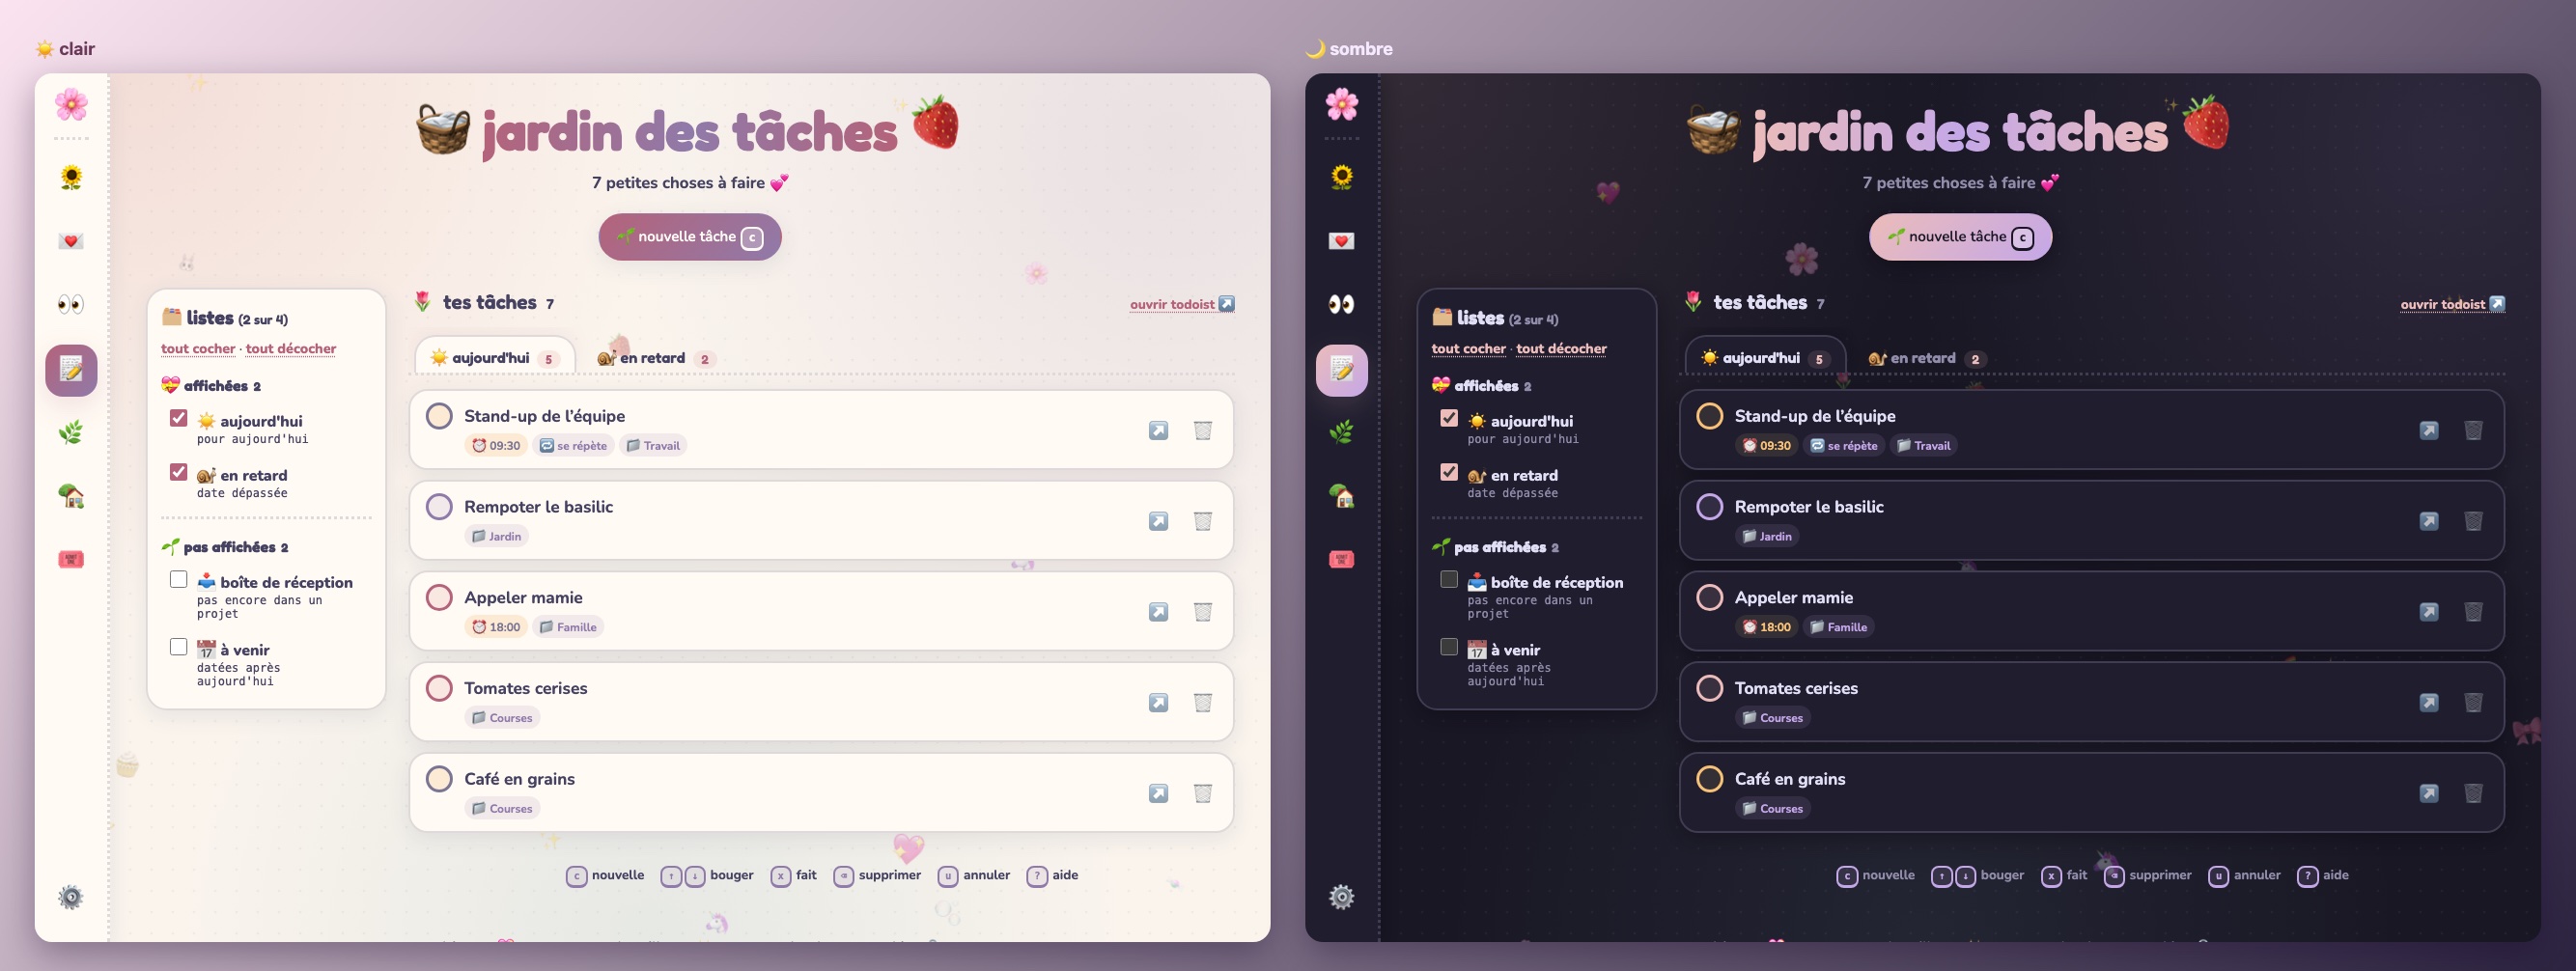 clair
jardin des tâches
7 petites choses à faire
nouvelle tâche c
listes (2 sur 4)
tout cocher · tout décocher
affichées 2
aujourd'hui
pour aujourd'hui
en retard
date dépassée
pas affichées 2
boîte de réception
pas encore dans un
projet
à venir
datées après
aujourd'hui
tes tâches 7
ouvrir todoist
aujourd'hui 5
en retard 2
Stand-up de l’équipe
09:30 se répète Travail
Rempoter le basilic
Jardin
Appeler mamie
18:00 Famille
Tomates cerises
Courses
Café en grains
Courses
c nouvelle ↑ ↓ bouger x fait ⌫ supprimer u annuler ? aide
sombre
jardin des tâches
7 petites choses à faire
nouvelle tâche c
listes (2 sur 4)
tout cocher · tout décocher
affichées 2
aujourd'hui
pour aujourd'hui
en retard
date dépassée
pas affichées 2
boîte de réception
pas encore dans un
projet
à venir
datées après
aujourd'hui
tes tâches 7
ouvrir todoist
aujourd'hui 5
en retard 2
Stand-up de l’équipe
09:30 se répète Travail
Rempoter le basilic
Jardin
Appeler mamie
18:00 Famille
Tomates cerises
Courses
Café en grains
Courses
c nouvelle ↑ ↓ bouger x fait ⌫ supprimer u annuler ? aide